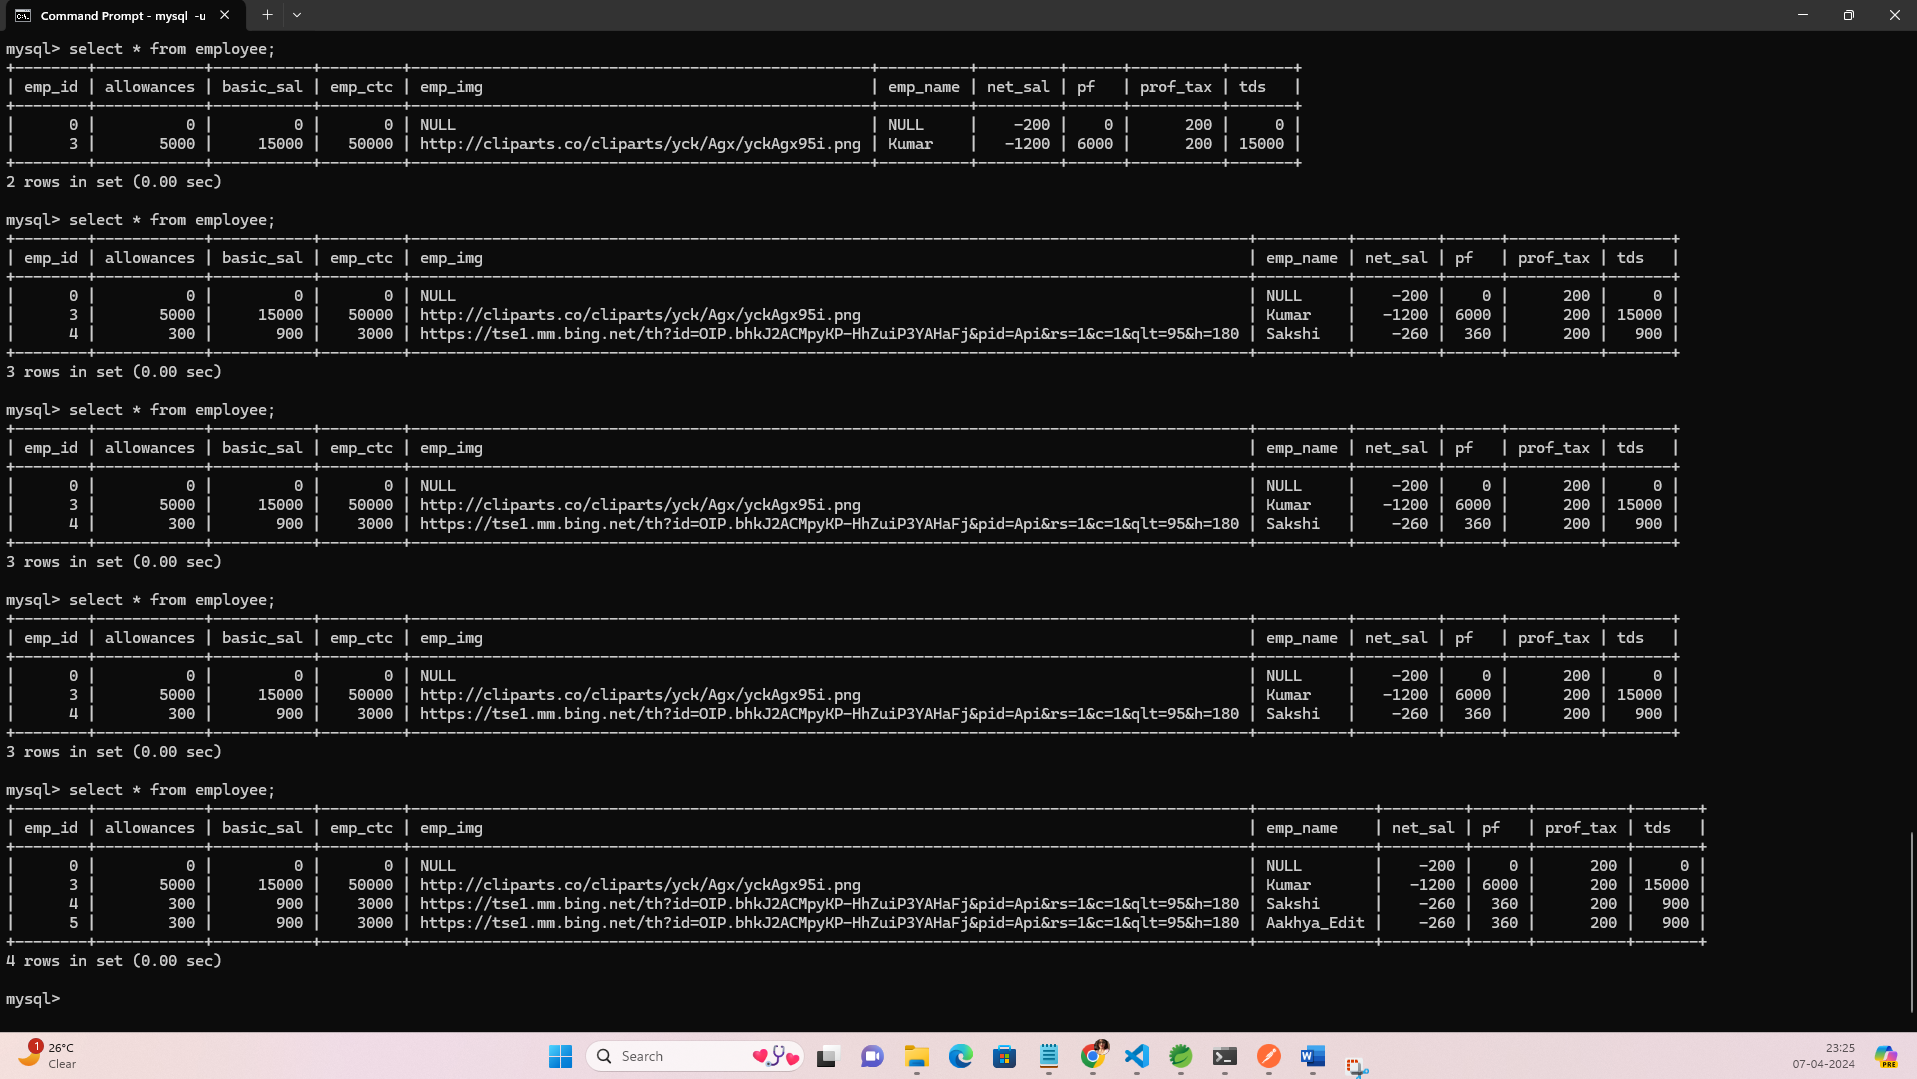 Command Prompt - mysql  -u
mysql> select * from employee;
+--------+------------+-----------+---------+---------------------------------------------------+----------+---------+------+----------+-------+
| emp_id | allowances | basic_sal | emp_ctc | emp_img                                           | emp_name | net_sal | pf   | prof_tax | tds   |
+--------+------------+-----------+---------+---------------------------------------------------+----------+---------+------+----------+-------+
|      0 |          0 |         0 |       0 | NULL                                              | NULL     |    -200 |    0 |      200 |     0 |
|      3 |       5000 |     15000 |   50000 | http://cliparts.co/cliparts/yck/Agx/yckAgx95i.png | Kumar    |   -1200 | 6000 |      200 | 15000 |
+--------+------------+-----------+---------+---------------------------------------------------+----------+---------+------+----------+-------+
2 rows in set (0.00 sec)
mysql> select * from employee;
+--------+------------+-----------+---------+---------------------------------------------------------------------------------------------+----------+---------+------+----------+-------+
| emp_id | allowances | basic_sal | emp_ctc | emp_img                                                                                     | emp_name | net_sal | pf   | prof_tax | tds   |
+--------+------------+-----------+---------+---------------------------------------------------------------------------------------------+----------+---------+------+----------+-------+
|      0 |          0 |         0 |       0 | NULL                                                                                        | NULL     |    -200 |    0 |      200 |     0 |
|      3 |       5000 |     15000 |   50000 | http://cliparts.co/cliparts/yck/Agx/yckAgx95i.png                                           | Kumar    |   -1200 | 6000 |      200 | 15000 |
|      4 |        300 |       900 |    3000 | https://tse1.mm.bing.net/th?id=OIP.bhkJ2ACMpyKP-HhZuiP3YAHaFj&pid=Api&rs=1&c=1&qlt=95&h=180 | Sakshi   |    -260 |  360 |      200 |   900 |
+--------+------------+-----------+---------+---------------------------------------------------------------------------------------------+----------+---------+------+----------+-------+
3 rows in set (0.00 sec)
mysql> select * from employee;
+--------+------------+-----------+---------+---------------------------------------------------------------------------------------------+----------+---------+------+----------+-------+
| emp_id | allowances | basic_sal | emp_ctc | emp_img                                                                                     | emp_name | net_sal | pf   | prof_tax | tds   |
+--------+------------+-----------+---------+---------------------------------------------------------------------------------------------+----------+---------+------+----------+-------+
|      0 |          0 |         0 |       0 | NULL                                                                                        | NULL     |    -200 |    0 |      200 |     0 |
|      3 |       5000 |     15000 |   50000 | http://cliparts.co/cliparts/yck/Agx/yckAgx95i.png                                           | Kumar    |   -1200 | 6000 |      200 | 15000 |
|      4 |        300 |       900 |    3000 | https://tse1.mm.bing.net/th?id=OIP.bhkJ2ACMpyKP-HhZuiP3YAHaFj&pid=Api&rs=1&c=1&qlt=95&h=180 | Sakshi   |    -260 |  360 |      200 |   900 |
+--------+------------+-----------+---------+---------------------------------------------------------------------------------------------+----------+---------+------+----------+-------+
3 rows in set (0.00 sec)
mysql> select * from employee;
+--------+------------+-----------+---------+---------------------------------------------------------------------------------------------+----------+---------+------+----------+-------+
| emp_id | allowances | basic_sal | emp_ctc | emp_img                                                                                     | emp_name | net_sal | pf   | prof_tax | tds   |
+--------+------------+-----------+---------+---------------------------------------------------------------------------------------------+----------+---------+------+----------+-------+
|      0 |          0 |         0 |       0 | NULL                                                                                        | NULL     |    -200 |    0 |      200 |     0 |
|      3 |       5000 |     15000 |   50000 | http://cliparts.co/cliparts/yck/Agx/yckAgx95i.png                                           | Kumar    |   -1200 | 6000 |      200 | 15000 |
|      4 |        300 |       900 |    3000 | https://tse1.mm.bing.net/th?id=OIP.bhkJ2ACMpyKP-HhZuiP3YAHaFj&pid=Api&rs=1&c=1&qlt=95&h=180 | Sakshi   |    -260 |  360 |      200 |   900 |
+--------+------------+-----------+---------+---------------------------------------------------------------------------------------------+----------+---------+------+----------+-------+
3 rows in set (0.00 sec)
mysql> select * from employee;
+--------+------------+-----------+---------+---------------------------------------------------------------------------------------------+-------------+---------+------+----------+-------+
| emp_id | allowances | basic_sal | emp_ctc | emp_img                                                                                     | emp_name    | net_sal | pf   | prof_tax | tds   |
+--------+------------+-----------+---------+---------------------------------------------------------------------------------------------+-------------+---------+------+----------+-------+
|      0 |          0 |         0 |       0 | NULL                                                                                        | NULL        |    -200 |    0 |      200 |     0 |
|      3 |       5000 |     15000 |   50000 | http://cliparts.co/cliparts/yck/Agx/yckAgx95i.png                                           | Kumar       |   -1200 | 6000 |      200 | 15000 |
|      4 |        300 |       900 |    3000 | https://tse1.mm.bing.net/th?id=OIP.bhkJ2ACMpyKP-HhZuiP3YAHaFj&pid=Api&rs=1&c=1&qlt=95&h=180 | Sakshi      |    -260 |  360 |      200 |   900 |
|      5 |        300 |       900 |    3000 | https://tse1.mm.bing.net/th?id=OIP.bhkJ2ACMpyKP-HhZuiP3YAHaFj&pid=Api&rs=1&c=1&qlt=95&h=180 | Aakhya_Edit |    -260 |  360 |      200 |   900 |
+--------+------------+-----------+---------+---------------------------------------------------------------------------------------------+-------------+---------+------+----------+-------+
4 rows in set (0.00 sec)
mysql>
1
26°C
Clear
Search
W
23:25
07-04-2024
PRE